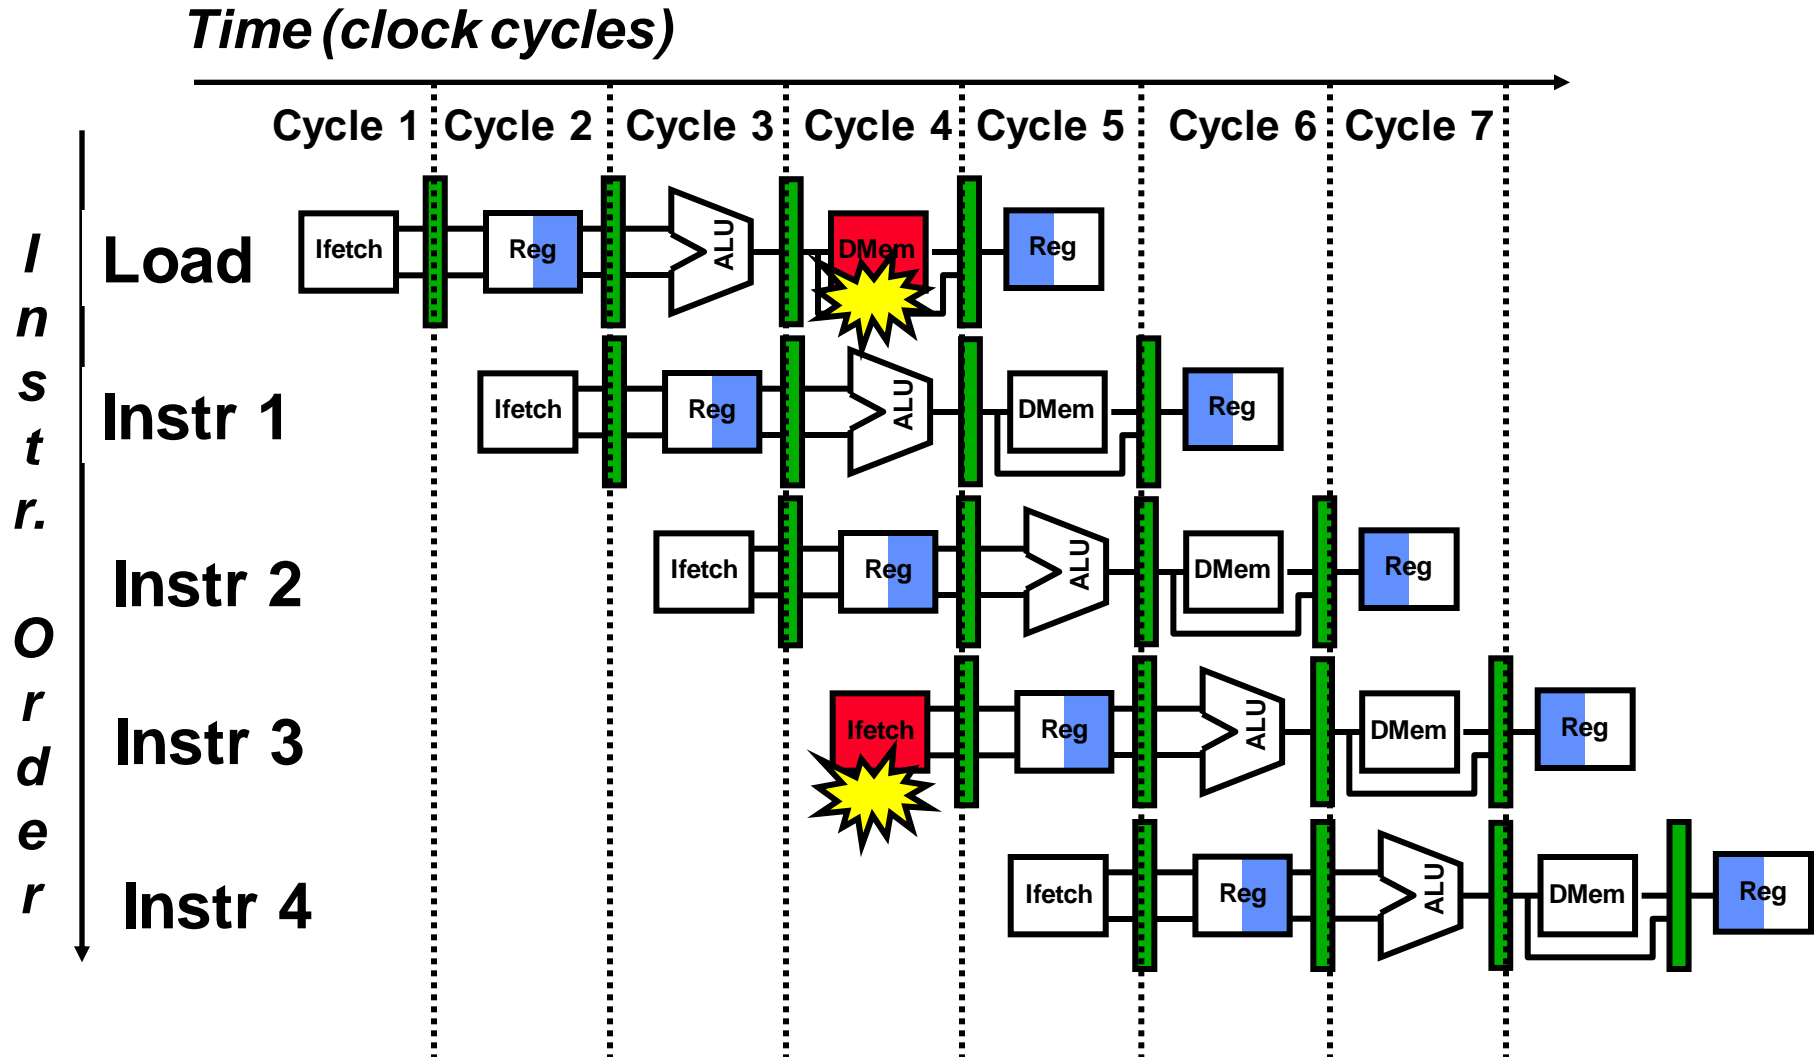 Time (clock cycles)
Cycle 1 Cycle 2 Cycle 3 Cycle 4 Cycle 5 Cycle 6 Cycle 7
Instr. Order
Load Ifetch Reg ALU DMem Reg
Instr 1 Ifetch Reg ALU DMem Reg
Instr 2 Ifetch Reg ALU DMem Reg
Instr 3 Ifetch Reg ALU DMem Reg
Instr 4 Ifetch Reg ALU DMem Reg